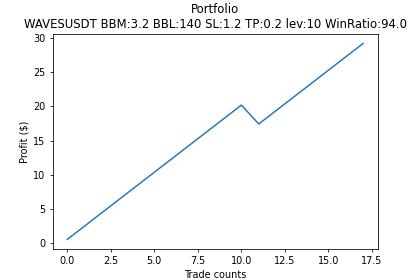 Portfolio
WAVESUSDT BBM:3.2 BBL:140 SL:1.2 TP:0.2 lev:10 WinRatio:94.0
30
25
20
15
10
5
0
Profit ($)
0.0 2.5 5.0 7.5 10.0 12.5 15.0 17.5
Trade counts